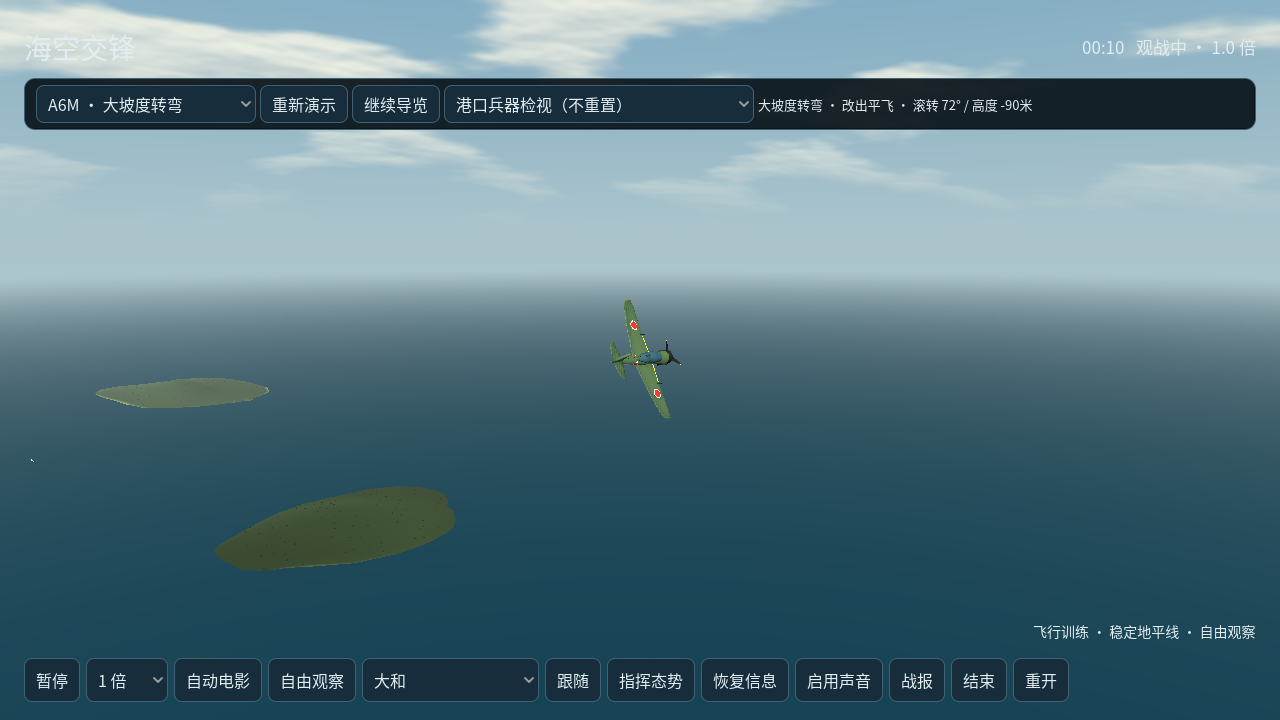 海空交锋
00:10 观战中 · 1.0 倍
A6M · 大坡度转弯
重新演示
继续导览
港口兵器检视（不重置）
大坡度转弯 · 改出平飞 · 滚转 72° / 高度 -90米
飞行训练 · 稳定地平线 · 自由观察
暂停
1 倍
自动电影
自由观察
大和
跟随
指挥态势
恢复信息
启用声音
战报
结束
重开